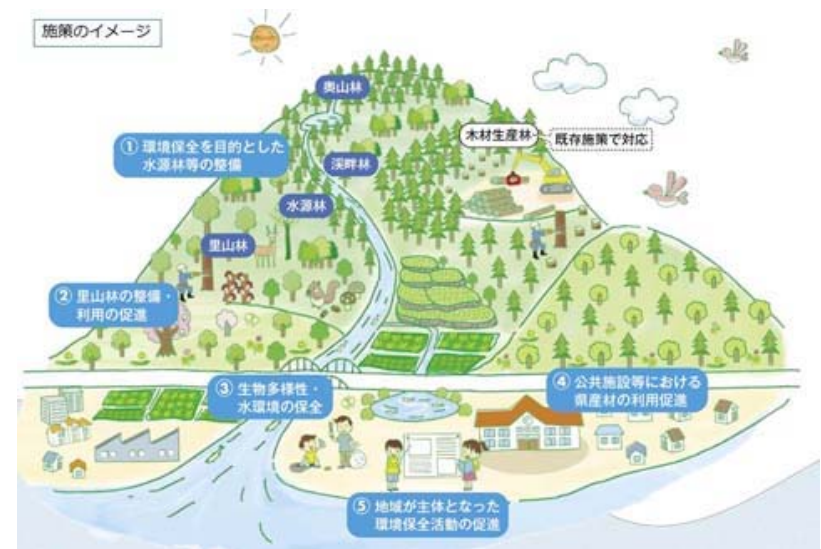 施策のイメージ
奥山林
木材生産林
既存施策で対応
① 環境保全を目的とした
水源林等の整備
渓畔林
水源林
里山林
② 里山林の整備・
利用の促進
③ 生物多様性・
水環境の保全
④ 公共施設等における
県産材の利用促進
⑤ 地域が主体となった
環境保全活動の促進